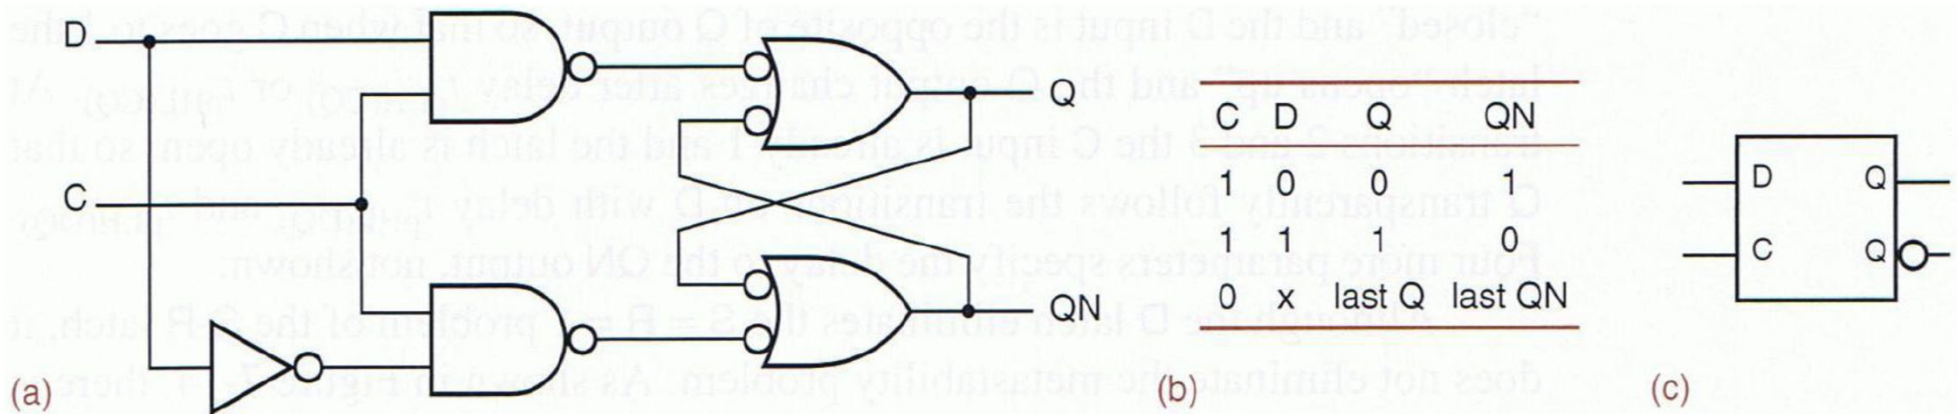 D
C
Q
QN
(a)
C D Q QN
1 0 0 1
1 1 1 0
0 x last Q last QN
(b)
D Q
C Q
(c)